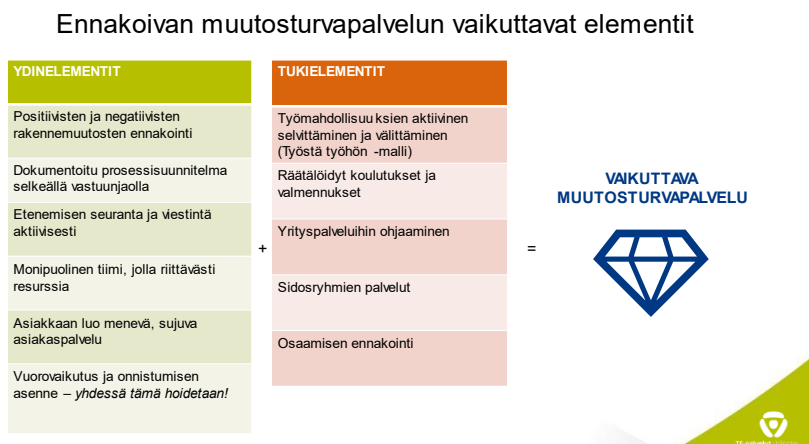 Ennakoivan muutosturvapalvelun vaikuttavat elementit
YDINELEMENTIT
Positiivisten ja negatiivisten
rakennemuutosten ennakointi
Dokumentoitu prosessisuunnitelma
selkeällä vastuunjaolla
Etenemisen seuranta ja viestintä
aktiivisesti
Monipuolinen tiimi, jolla riittävästi
resurssia
Asiakkaan luo menevä, sujuva
asiakaspalvelu
Vuorovaikutus ja onnistumisen
asenne – yhdessä tämä hoidetaan!
+
TUKIELEMENTIT
Työmahdollisuuksien aktiivinen
selvittäminen ja välittäminen
(Työstä työhön -malli)
Räätälöidyt koulutukset ja
valmennukset
Yrityspalveluihin ohjaaminen
Sidosryhmien palvelut
Osaamisen ennakointi
=
VAIKUTTAVA
MUUTOSTURVAPALVELU